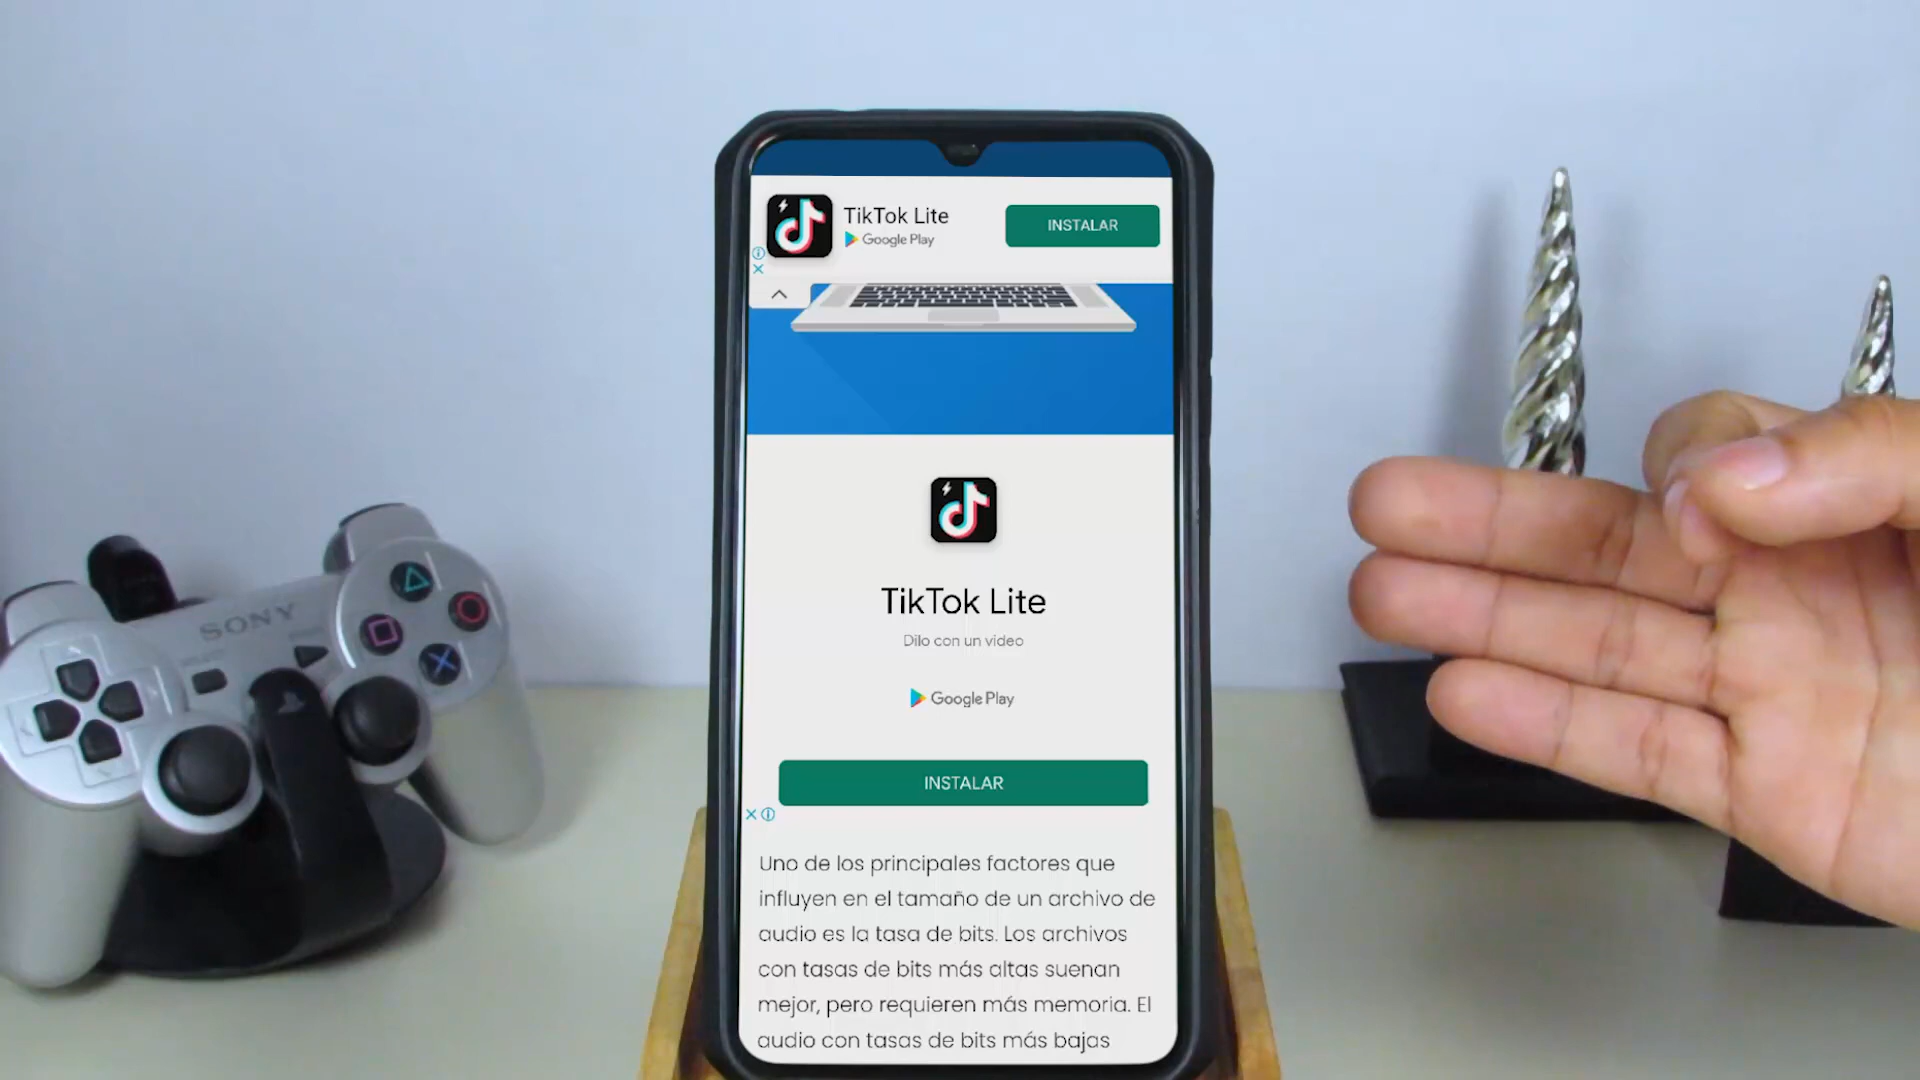 TikTok Lite
Google Play
INSTALAR
TikTok Lite
Dilo con un video
Google Play
INSTALAR
Uno de los principales factores que
influyen en el tamaño de un archivo de
audio es la tasa de bits. Los archivos
con tasas de bits más altas suenan
mejor, pero requieren más memoria. El
audio con tasas de bits más bajas
SONY